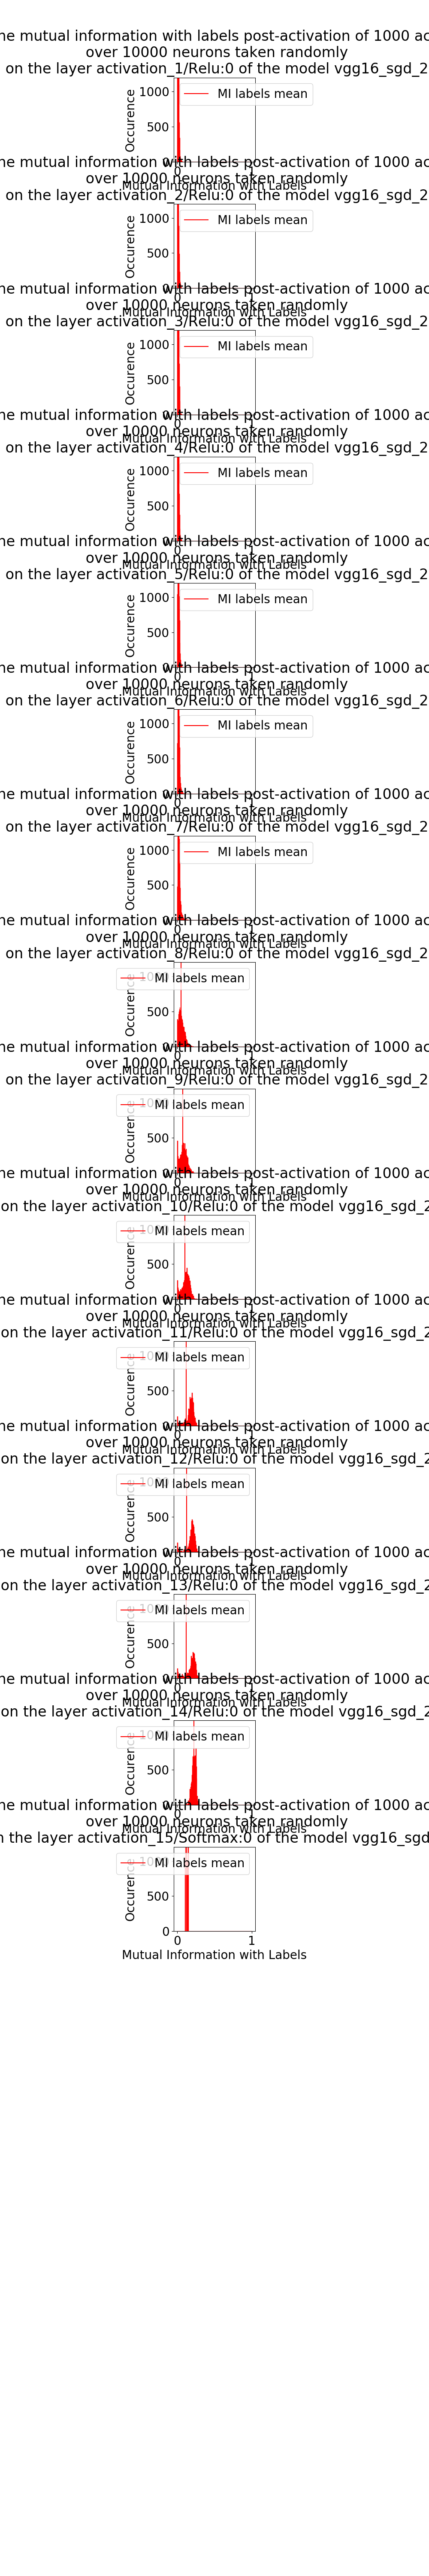 ne mutual information with labels post-activation of 1000 ac
over 10000 neurons taken randomly
on the layer activation_1/Relu:0 of the model vgg16_sgd_2
MI labels mean
1000
Occurence
500
0
Mutual Information with Labels
ne mutual information with labels post-activation of 1000 ac
over 10000 neurons taken randomly
on the layer activation_2/Relu:0 of the model vgg16_sgd_2
MI labels mean
1000
Occurence
500
0
Mutual Information with Labels
ne mutual information with labels post-activation of 1000 ac
over 10000 neurons taken randomly
on the layer activation_3/Relu:0 of the model vgg16_sgd_2
MI labels mean
1000
Occurence
500
0
Mutual Information with Labels
ne mutual information with labels post-activation of 1000 ac
over 10000 neurons taken randomly
on the layer activation_4/Relu:0 of the model vgg16_sgd_2
MI labels mean
1000
Occurence
500
0
Mutual Information with Labels
ne mutual information with labels post-activation of 1000 ac
over 10000 neurons taken randomly
on the layer activation_5/Relu:0 of the model vgg16_sgd_2
MI labels mean
1000
Occurence
500
0
Mutual Information with Labels
ne mutual information with labels post-activation of 1000 ac
over 10000 neurons taken randomly
on the layer activation_6/Relu:0 of the model vgg16_sgd_2
MI labels mean
1000
Occurence
500
0
Mutual Information with Labels
ne mutual information with labels post-activation of 1000 ac
over 10000 neurons taken randomly
on the layer activation_7/Relu:0 of the model vgg16_sgd_2
MI labels mean
1000
Occurence
500
0
Mutual Information with Labels
ne mutual information with labels post-activation of 1000 ac
over 10000 neurons taken randomly
on the layer activation_8/Relu:0 of the model vgg16_sgd_2
MI labels mean
Occurence
500
0
Mutual Information with Labels
ne mutual information with labels post-activation of 1000 ac
over 10000 neurons taken randomly
on the layer activation_9/Relu:0 of the model vgg16_sgd_2
MI labels mean
Occurence
500
0
Mutual Information with Labels
ne mutual information with labels post-activation of 1000 ac
over 10000 neurons taken randomly
on the layer activation_10/Relu:0 of the model vgg16_sgd_2
MI labels mean
Occurence
500
0
Mutual Information with Labels
ne mutual information with labels post-activation of 1000 ac
over 10000 neurons taken randomly
on the layer activation_11/Relu:0 of the model vgg16_sgd_2
MI labels mean
Occurence
500
0
Mutual Information with Labels
ne mutual information with labels post-activation of 1000 ac
over 10000 neurons taken randomly
on the layer activation_12/Relu:0 of the model vgg16_sgd_2
MI labels mean
Occurence
500
0
Mutual Information with Labels
ne mutual information with labels post-activation of 1000 ac
over 10000 neurons taken randomly
on the layer activation_13/Relu:0 of the model vgg16_sgd_2
MI labels mean
Occurence
500
0
Mutual Information with Labels
ne mutual information with labels post-activation of 1000 ac
over 10000 neurons taken randomly
on the layer activation_14/Relu:0 of the model vgg16_sgd_2
MI labels mean
Occurence
500
0
Mutual Information with Labels
ne mutual information with labels post-activation of 1000 ac
over 10000 neurons taken randomly
n the layer activation_15/Softmax:0 of the model vgg16_sgd
MI labels mean
Occurence
500
0
0 1
Mutual Information with Labels